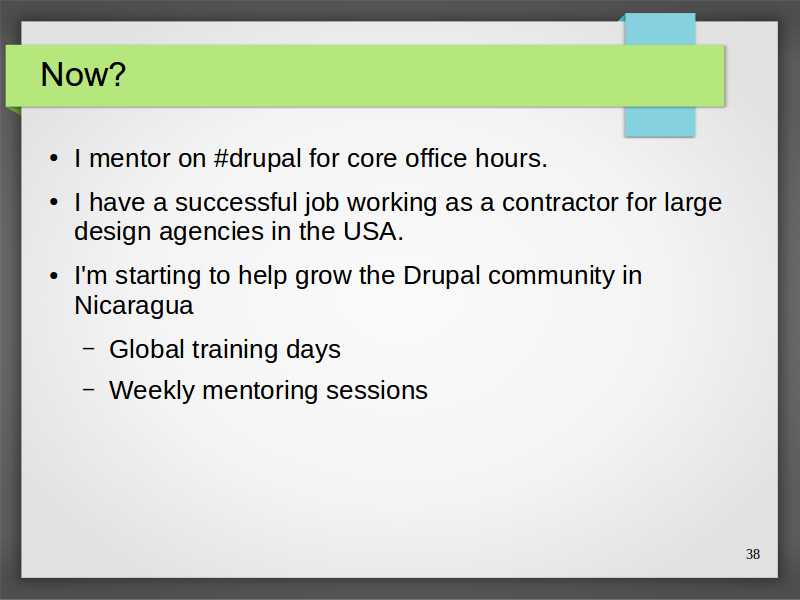 Now?
• I mentor on #drupal for core office hours.
• I have a successful job working as a contractor for large
design agencies in the USA.
• I'm starting to help grow the Drupal community in
Nicaragua
– Global training days
– Weekly mentoring sessions
38